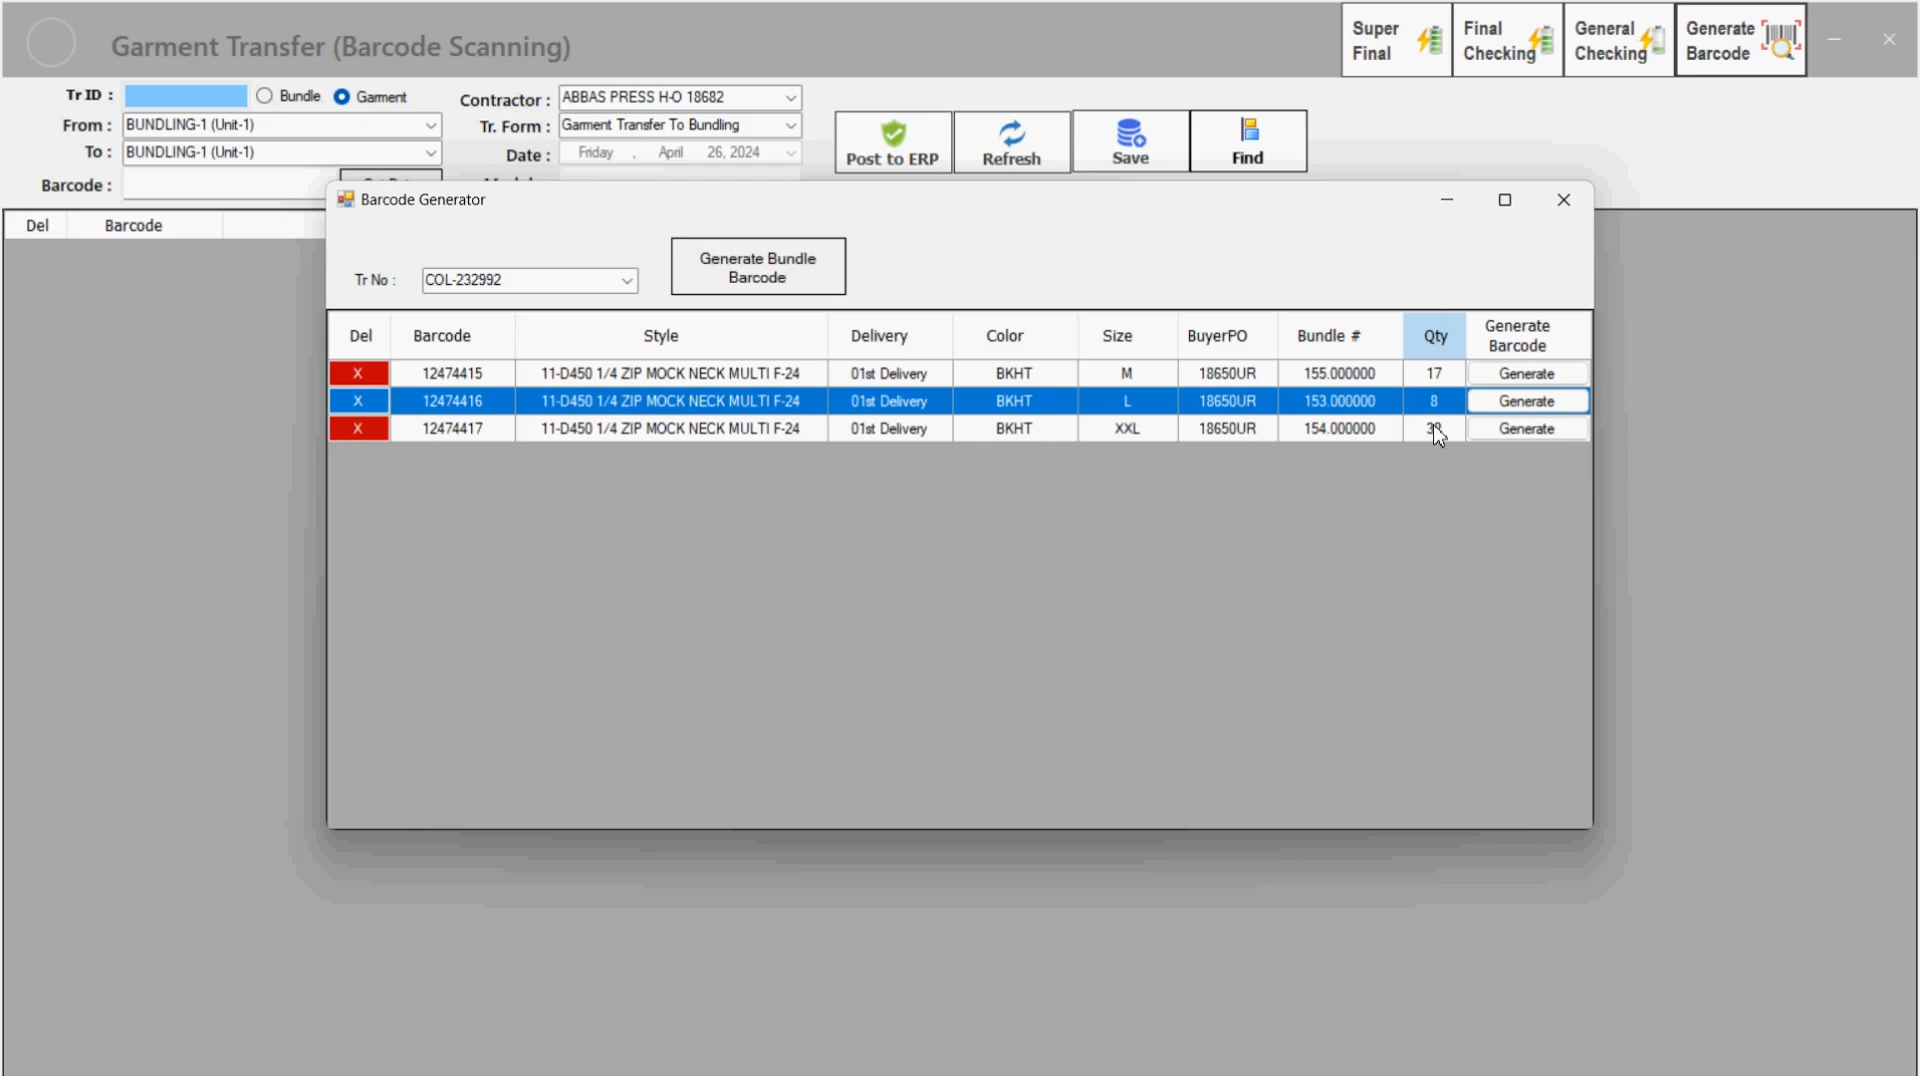 Garment Transfer (Barcode Scanning)
Super Final
Final Checking
General Checking
Generate Barcode
Tr ID :
Bundle
Garment
Contractor :
ABBAS PRESS H-O 18682
From :
BUNDLING-1 (Unit-1)
Tr. Form :
Garment Transfer To Bundling
To :
BUNDLING-1 (Unit-1)
Date :
Friday , April 26, 2024
Post to ERP
Refresh
Save
Find
Barcode :
Del Barcode
Barcode Generator
Tr No :
COL-232992
Generate Bundle
Barcode
Del Barcode Style Delivery Color Size BuyerPO Bundle # Qty Generate Barcode
X 12474415 11-D450 1/4 ZIP MOCK NECK MULTI F-24 01st Delivery BKHT M 18650UR 155.000000 17 Generate
X 12474416 11-D450 1/4 ZIP MOCK NECK MULTI F-24 01st Delivery BKHT L 18650UR 153.000000 8 Generate
X 12474417 11-D450 1/4 ZIP MOCK NECK MULTI F-24 01st Delivery BKHT XXL 18650UR 154.000000 Generate